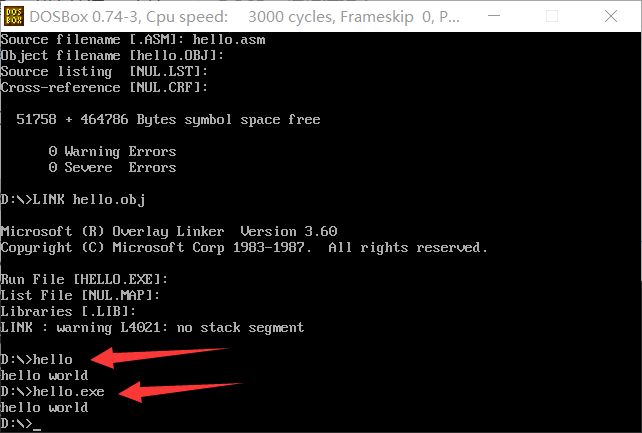 DOS
BOX
DOSBox 0.74-3, Cpu speed: 3000 cycles, Frameskip 0, P...
Source filename [.ASM]: hello.asm
Object filename [hello.OBJ]:
Source listing [NUL.LST]:
Cross-reference [NUL.CRF]:
51758 + 464786 Bytes symbol space free
0 Warning Errors
0 Severe Errors
D:\>LINK hello.obj
Microsoft (R) Overlay Linker Version 3.60
Copyright (C) Microsoft Corp 1983-1987. All rights reserved.
Run File [HELLO.EXE]:
List File [NUL.MAP]:
Libraries [.LIB]:
LINK : warning L4021: no stack segment
D:\>hello
hello world
D:\>hello.exe
hello world
D:\>_